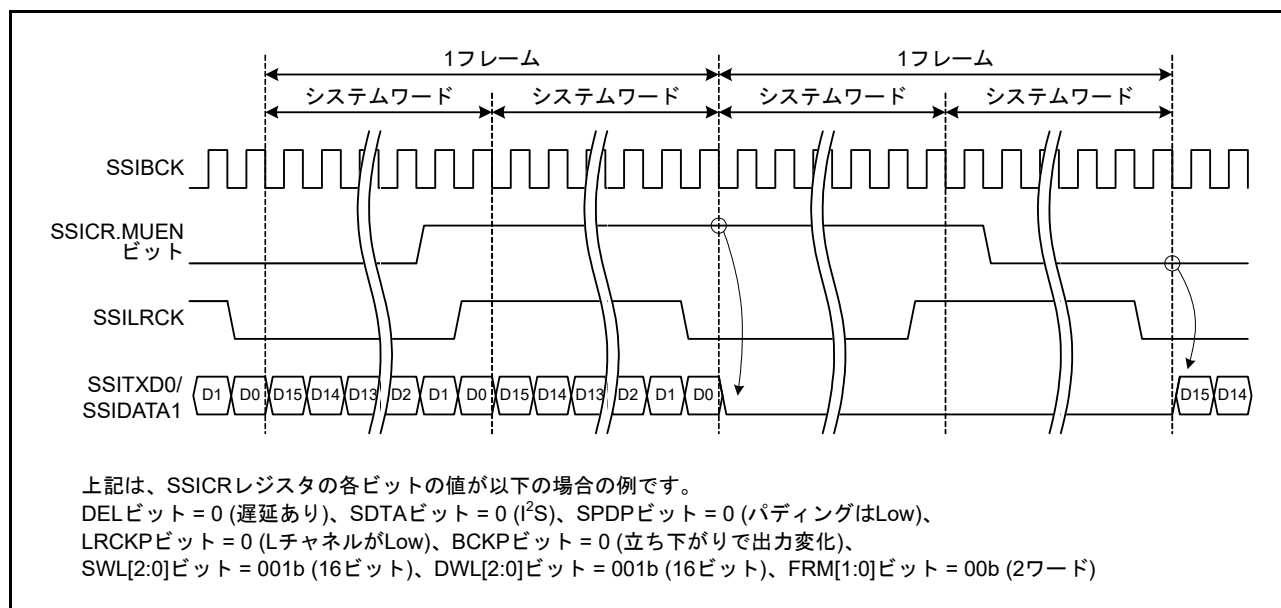 1フレーム 1フレーム
システムワード システムワード システムワード システムワード
SSIBCK
SSICR.MUEN
ビット
SSILRCK
SSITXD0/
SSIDATA1
D1 D0 D15 D14 D13 D2 D1 D0 D15 D14 D13 D2 D1 D0 D15 D14
上記は、SSICRレジスタの各ビットの値が以下の場合の例です。
DELビット = 0 (遅延あり)、SDTAビット = 0 (I²S)、SPDPビット = 0 (パディングはLow)、
LRCKPビット = 0 (LチャネルがLow)、BCKPビット = 0 (立ち下がりで出力変化)、
SWL[2:0]ビット = 001b (16ビット)、DWL[2:0]ビット = 001b (16ビット)、FRM[1:0]ビット = 00b (2ワード)